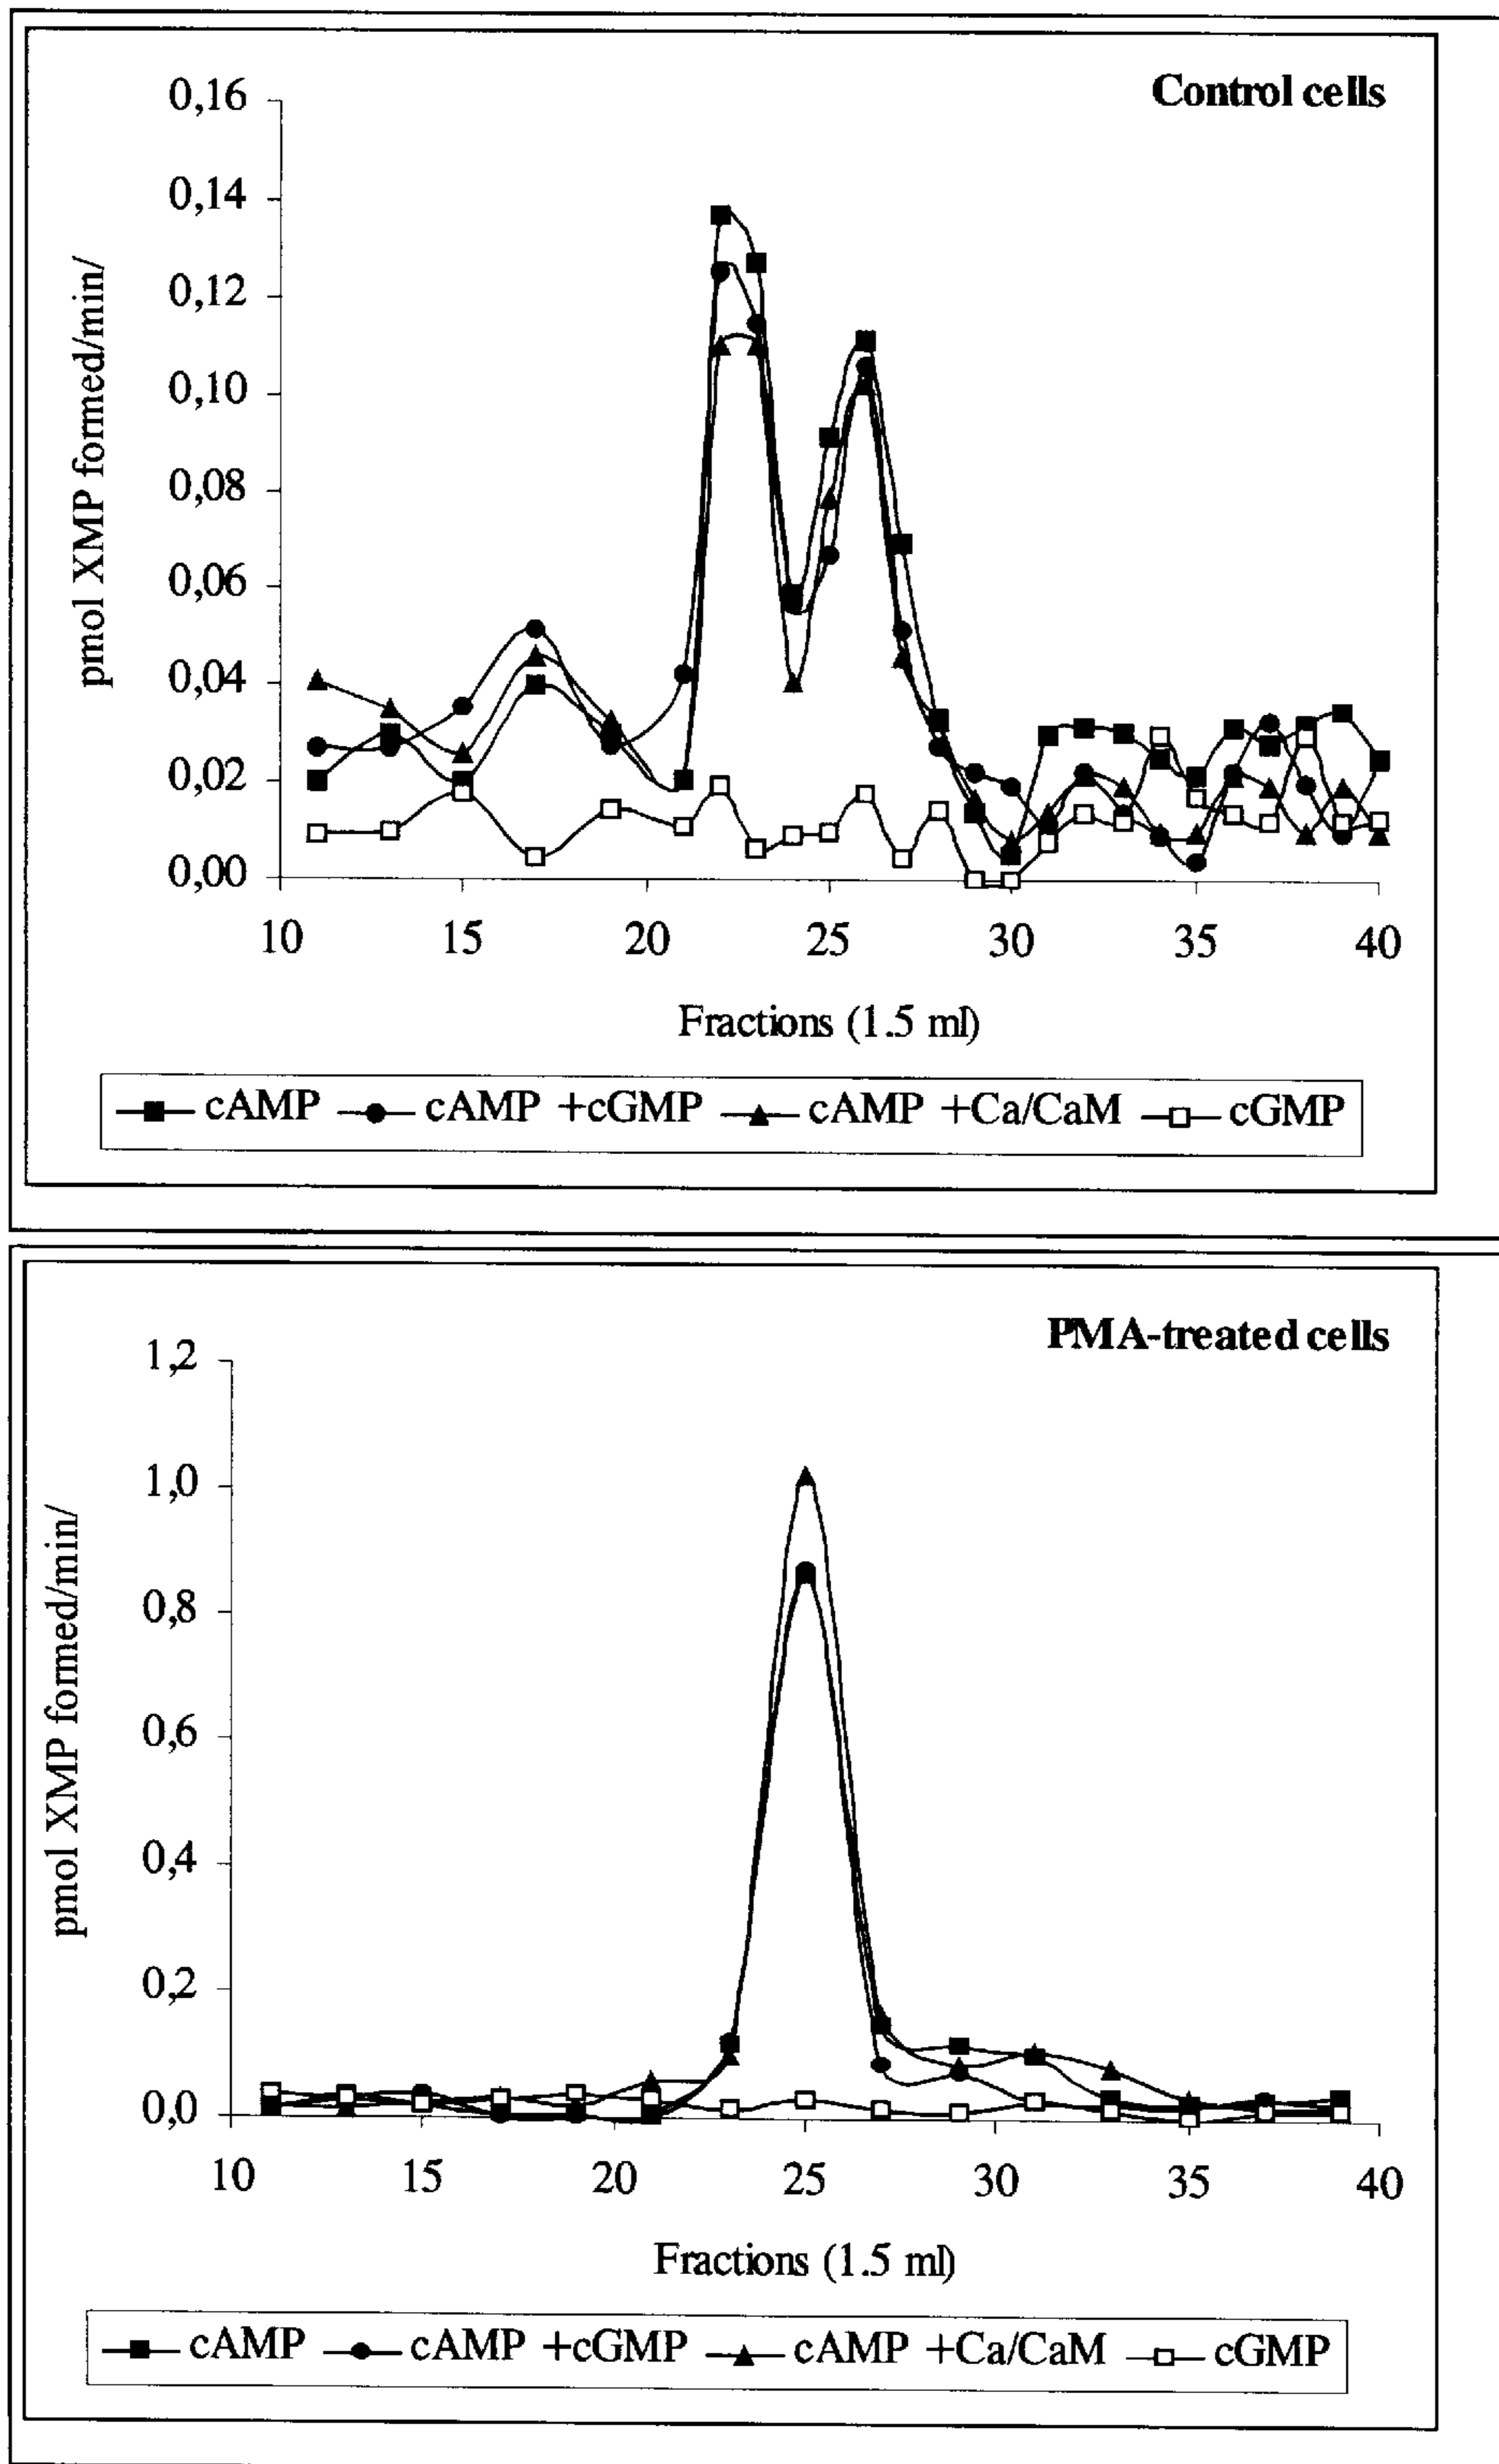 Control cells
0,16
0,14
0,12
0,10
0,08
0,06
0,04
0,02
0,00
pmol XMP formed/min/
10 15 20 25 30 35 40
Fractions (1.5 ml)
cAMP cAMP +cGMP cAMP +Ca/CaM cGMP
PMA-treated cells
1,2
1,0
0,8
0,6
0,4
0,2
0,0
pmol XMP formed/min/
10 15 20 25 30 35 40
Fractions (1.5 ml)
cAMP cAMP +cGMP cAMP +Ca/CaM cGMP